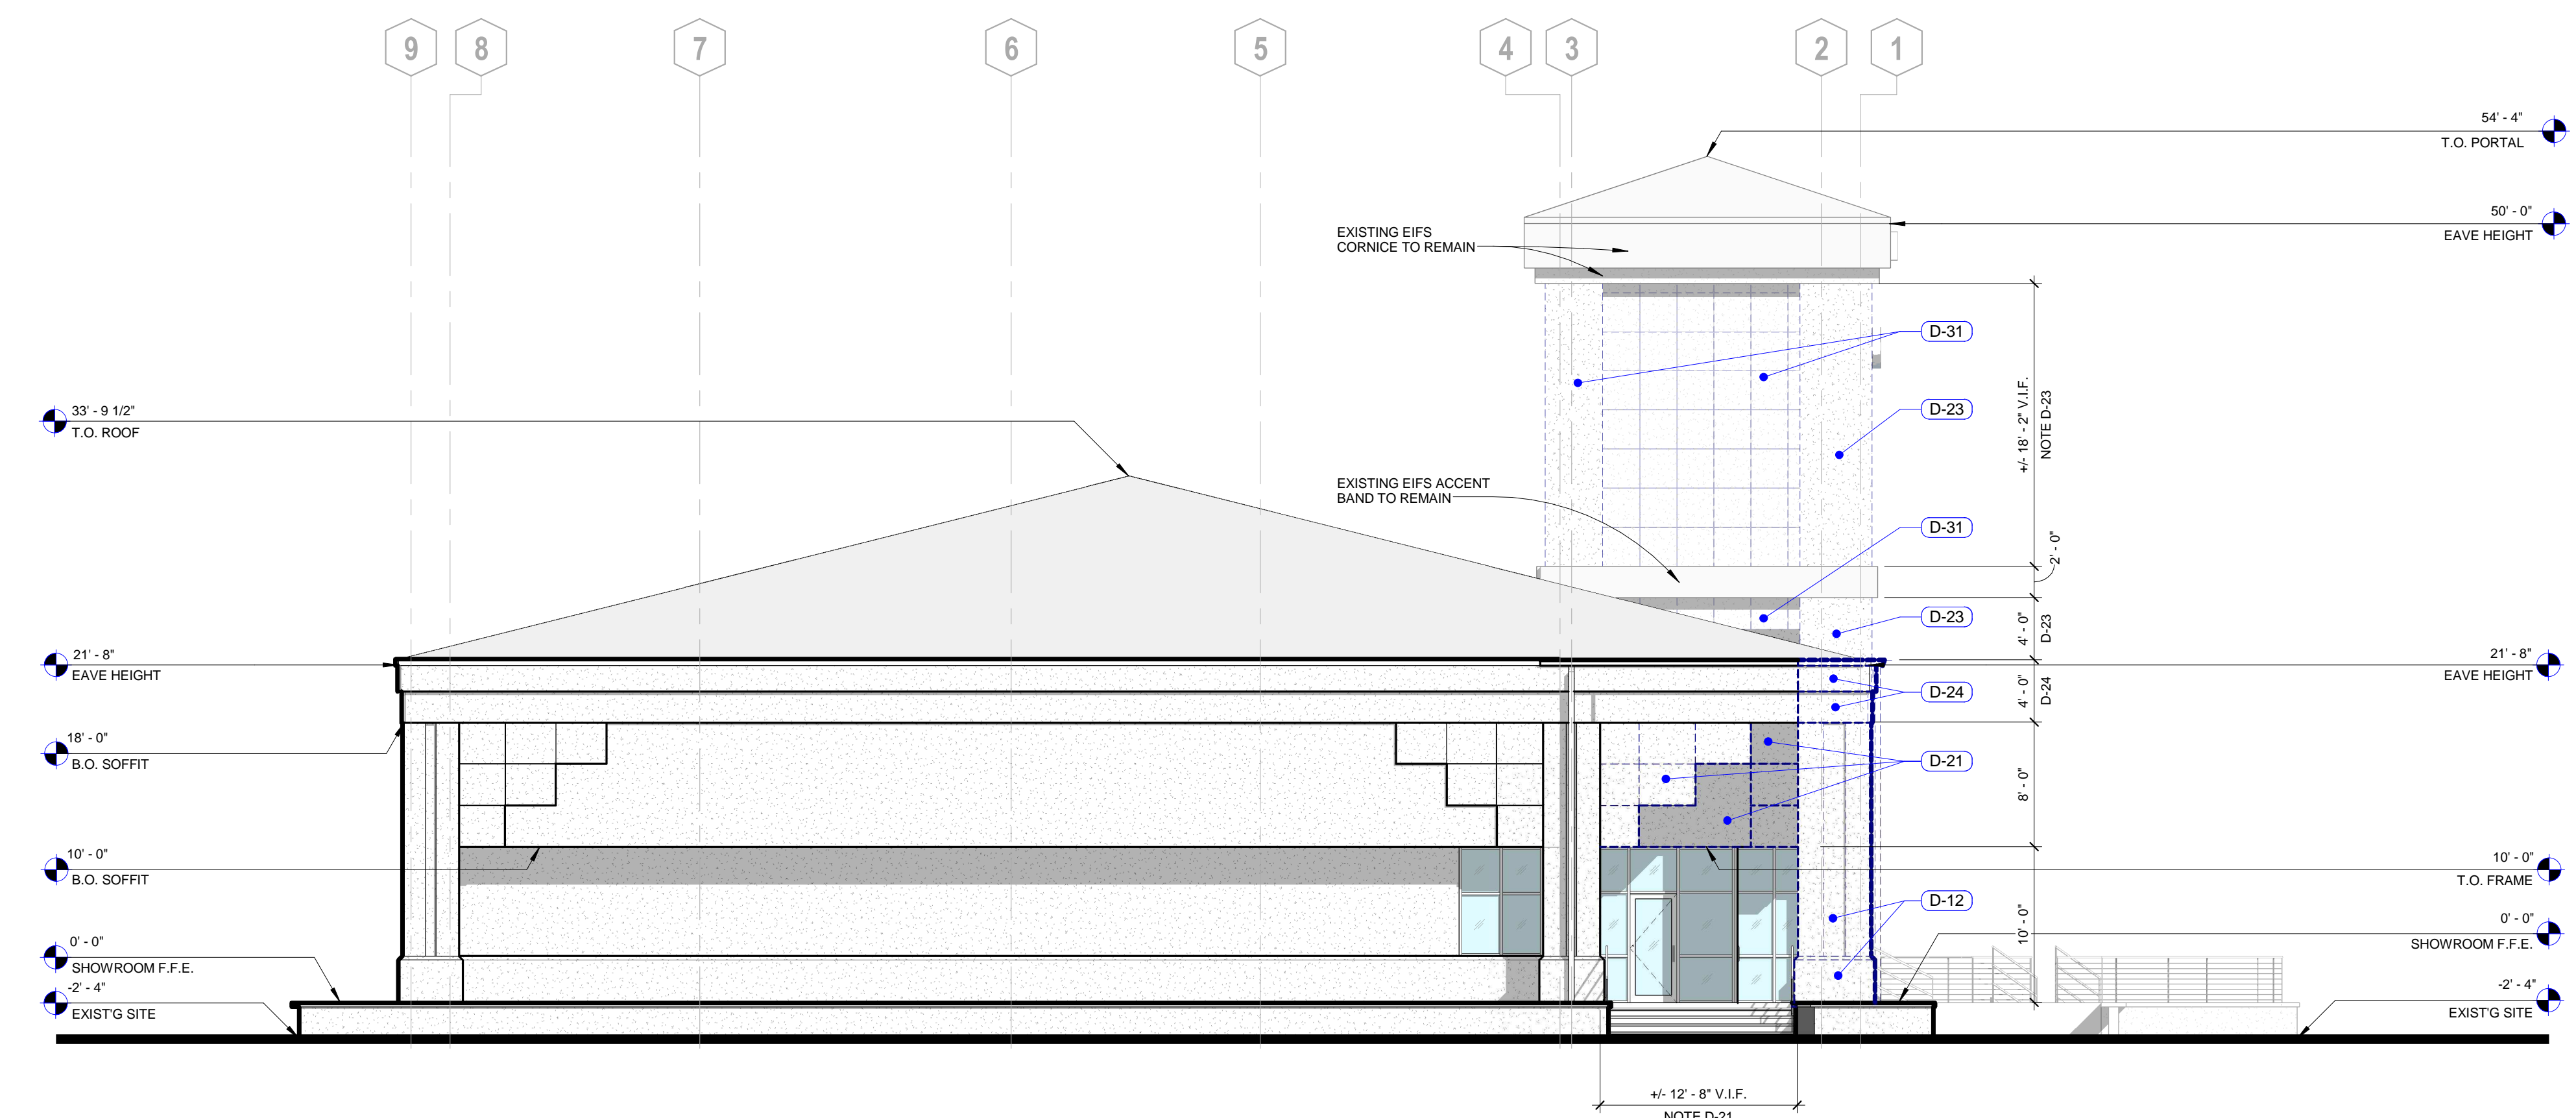 9
8
7
6
5
4
3
2
1
54' - 4"
T.O. PORTAL
50' - 0"
EAVE HEIGHT
EXISTING EIFS
CORNICE TO REMAIN
D-31
D-23
+/- 18' - 2" V.I.F.
NOTE D-23
33' - 9 1/2"
T.O. ROOF
EXISTING EIFS ACCENT
BAND TO REMAIN
D-31
2' - 0"
D-23
4' - 0"
D-23
21' - 8"
EAVE HEIGHT
21' - 8"
EAVE HEIGHT
D-24
4' - 0"
D-24
18' - 0"
B.O. SOFFIT
D-21
8' - 0"
10' - 0"
B.O. SOFFIT
10' - 0"
T.O. FRAME
D-12
10' - 0"
0' - 0"
SHOWROOM F.F.E.
0' - 0"
SHOWROOM F.F.E.
-2' - 4"
EXIST'G SITE
-2' - 4"
EXIST'G SITE
+/- 12' - 8" V.I.F.
NOTE D-21